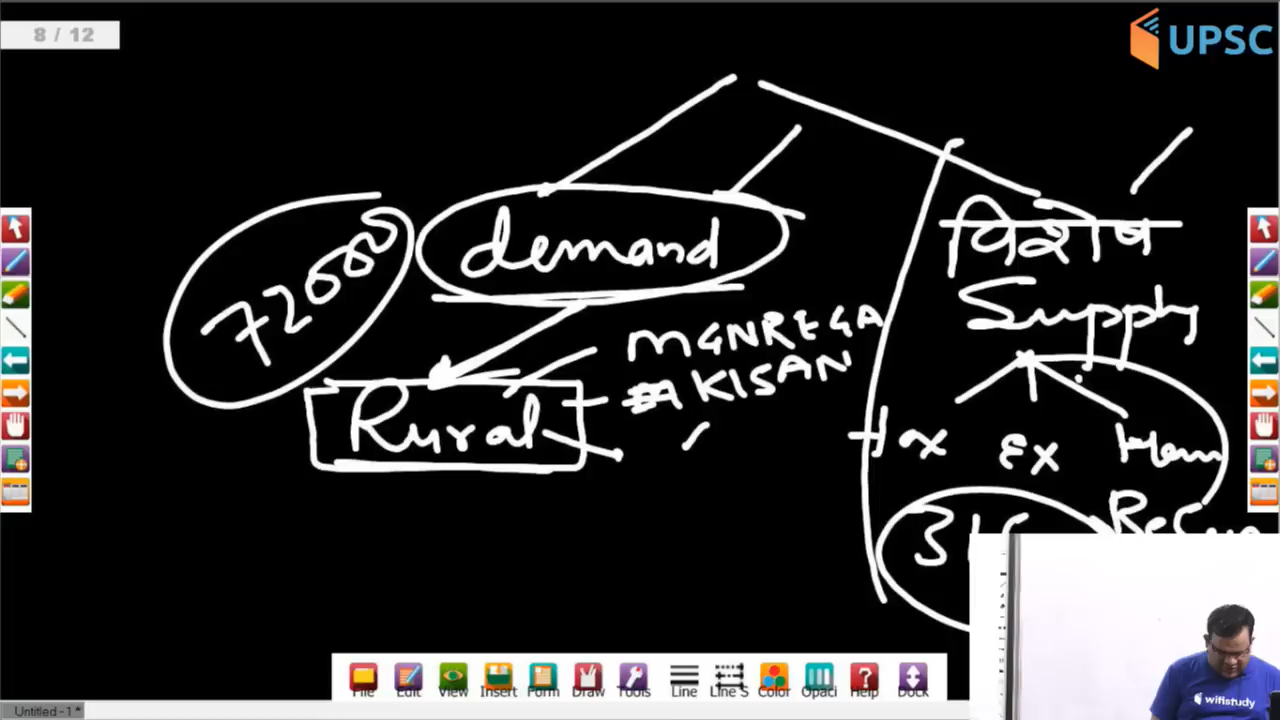 8 / 12
UPSC
demand
72000
Rural
MGNREGA
KISAN
विशेष
Supply
EX
File Edit View Insert Form Draw Tools Line Line S Color Opaci Help Dock
wifistudy
Untitled - 1 *